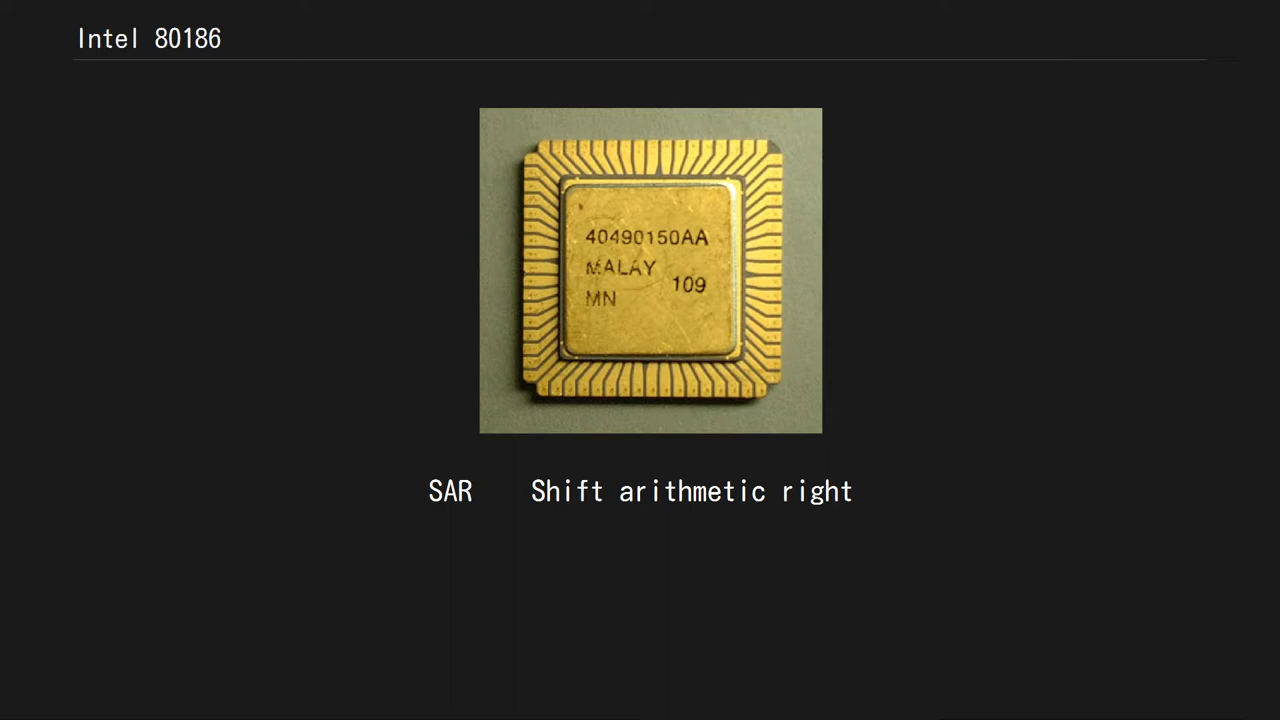 Intel 80186
40490150AA
MALAY
109
MN
SAR Shift arithmetic right